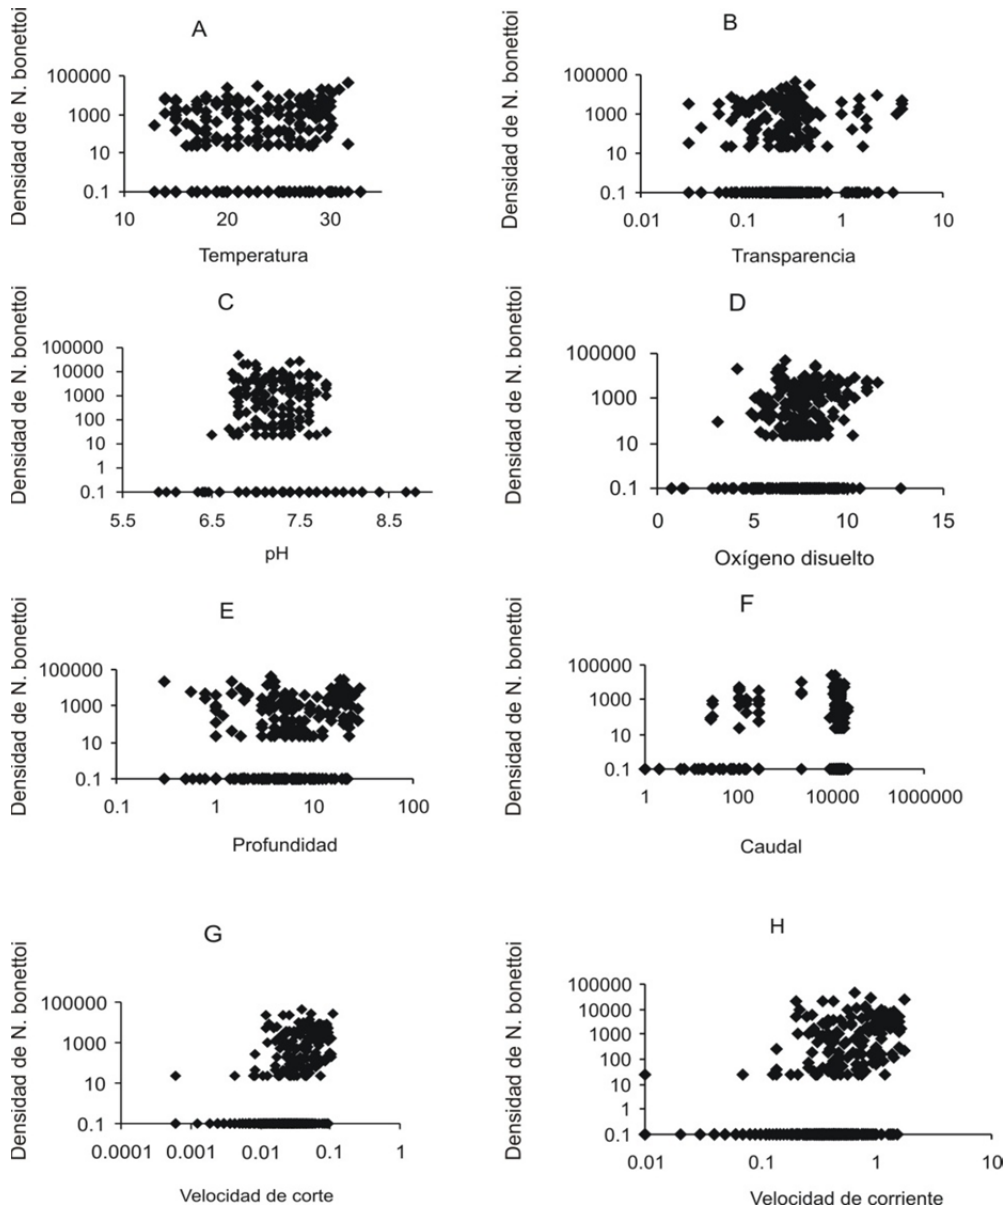 A
Densidad de N. bonettoi
100000
1000
10
0.1
10
20
30
Temperatura
B
Densidad de N. bonettoi
100000
1000
10
0.1
0.01
0.1
1
10
Transparencia
C
Densidad de N. bonettoi
100000
10000
1000
100
10
1
0.1
5.5
6.5
7.5
8.5
pH
D
Densidad de N. bonettoi
100000
1000
10
0.1
0
5
10
15
Oxígeno disuelto
E
Densidad de N. bonettoi
100000
1000
10
0.1
0.1
1
10
100
Profundidad
F
Densidad de N. bonettoi
100000
1000
10
0.1
1
100
10000
1000000
Caudal
G
Densidad de N. bonettoi
100000
1000
10
0.1
0.0001
0.001
0.01
0.1
1
Velocidad de corte
H
Densidad de N. bonettoi
100000
10000
1000
100
10
1
0.1
0.01
0.1
1
10
Velocidad de corriente